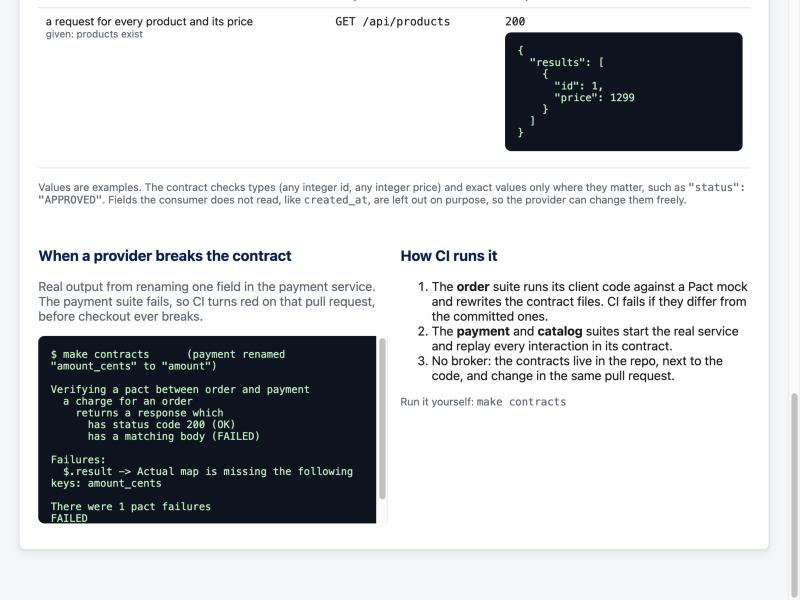 a request for every product and its price
given: products exist
GET /api/products
200
{
"results": [
{
"id": 1,
"price": 1299
}
]
}
Values are examples. The contract checks types (any integer id, any integer price) and exact values only where they matter, such as "status":
"APPROVED". Fields the consumer does not read, like created_at, are left out on purpose, so the provider can change them freely.
When a provider breaks the contract
Real output from renaming one field in the payment service.
The payment suite fails, so CI turns red on that pull request,
before checkout ever breaks.
$ make contracts (payment renamed
"amount_cents" to "amount")
Verifying a pact between order and payment
a charge for an order
returns a response which
has status code 200 (OK)
has a matching body (FAILED)
Failures:
$.result -> Actual map is missing the following
keys: amount_cents
There were 1 pact failures
FAILED
How CI runs it
1. The order suite runs its client code against a Pact mock
and rewrites the contract files. CI fails if they differ from
the committed ones.
2. The payment and catalog suites start the real service
and replay every interaction in its contract.
3. No broker: the contracts live in the repo, next to the
code, and change in the same pull request.
Run it yourself: make contracts